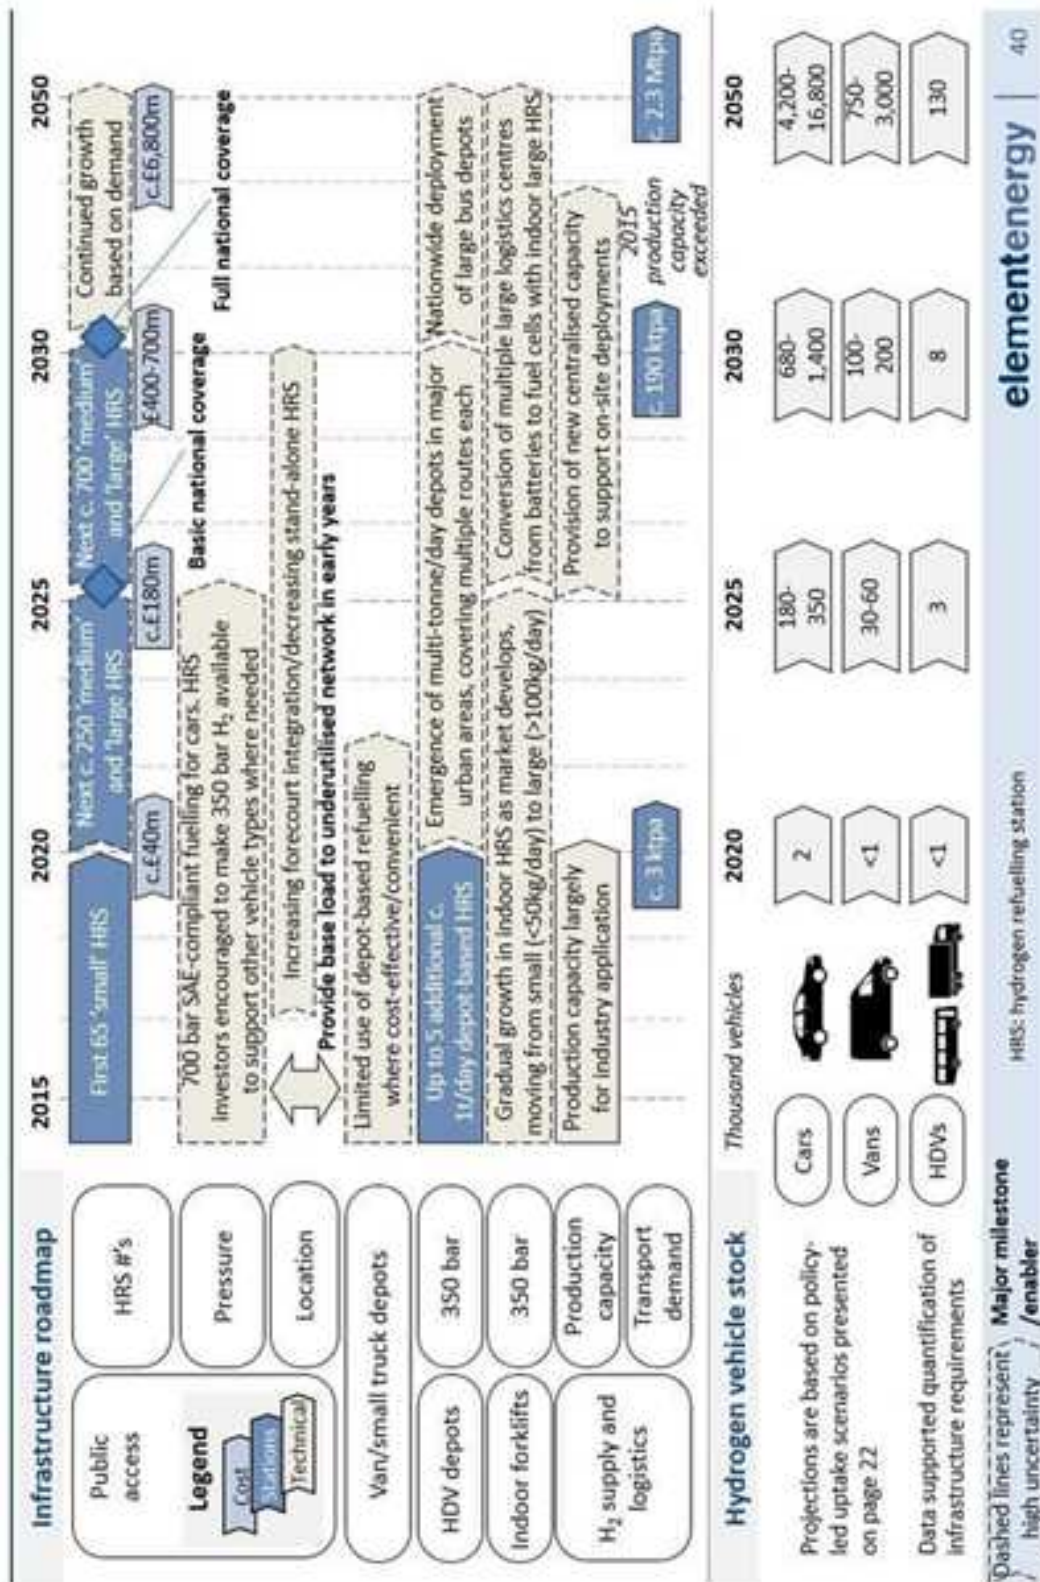 Infrastructure roadmap
2015
2020
2025
2030
2050
Public
access
HRS #'s
First 65 'small' HRS
Next c. 250 'medium'
and 'large HRS
Next c. 700 'medium'
and 'large' HRS
Continued growth
based on demand
c.£40m
c.£180m
£400-700m
c.£6,800m
Legend
Cost
Stations
Technical
Pressure
700 bar SAE-compliant fuelling for cars. HRS
investors encouraged to make 350 bar H₂ available
to support other vehicle types where needed
Basic national coverage
Full national coverage
Location
Increasing forecourt integration/decreasing stand-alone HRS
Provide base load to underutilised network in early years
Van/small truck depots
Limited use of depot-based refuelling
where cost-effective/convenient
HDV depots
350 bar
Up to 5 additional c.
1t/day depot-based HRS
Emergence of multi-tonne/day depots in major
urban areas, covering multiple routes each
Nationwide deployment
of large bus depots
Indoor forklifts
350 bar
Gradual growth in indoor HRS as market develops,
moving from small (<50kg/day) to large (>100kg/day)
Conversion of multiple large logistics centres
from batteries to fuel cells with indoor large HRS
H₂ supply and
logistics
Production
capacity
Production capacity largely
for industry application
Provision of new centralised capacity
to support on-site deployments
2015
production
capacity
exceeded
Transport
demand
c. 3 ktpa
c. 190 ktpa
c. 2.3 Mtpa
Hydrogen vehicle stock
Thousand vehicles
2020
2025
2030
2050
Projections are based on policy-
led uptake scenarios presented
on page 22
Cars
2
180-
350
680-
1,400
4,200-
16,800
Vans
<1
30-60
100-
200
750-
3,000
Data supported quantification of
infrastructure requirements
HDVs
<1
3
8
130
Dashed lines represent
high uncertainty
Major milestone
/enabler
HRS: hydrogen refuelling station
elementenergy
40